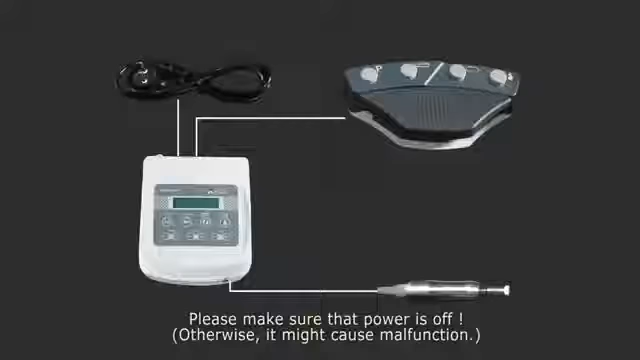 Please make sure that power is off !
(Otherwise, it might cause malfunction.)